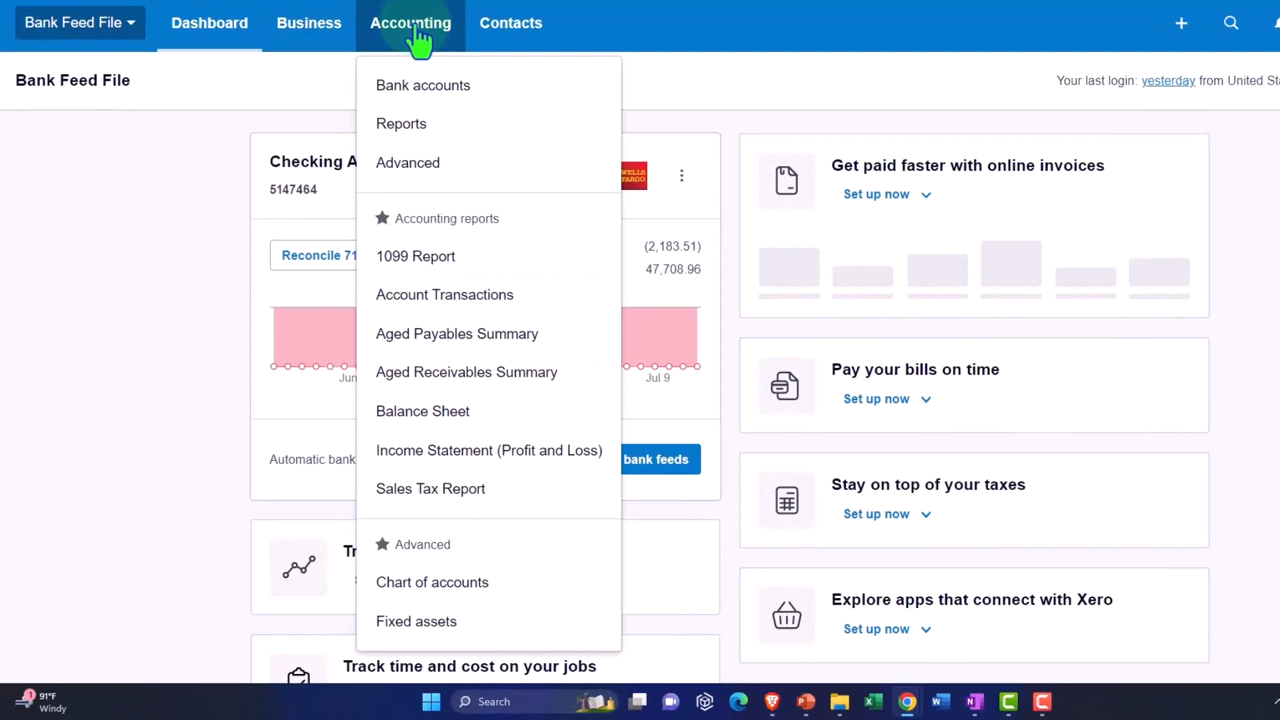 Bank Feed File
Dashboard
Business
Accounting
Contacts
Bank Feed File
Your last login: yesterday from United
Bank accounts
Reports
Advanced
Accounting reports
1099 Report
Account Transactions
Aged Payables Summary
Aged Receivables Summary
Balance Sheet
Income Statement (Profit and Loss)
Sales Tax Report
Advanced
Chart of accounts
Fixed assets
Checking
5147464
WELLS
FARGO
Reconcile 71
(2,183.51)
47,708.96
Jul 9
Automatic bank
bank feeds
Track time and cost on your jobs
Get paid faster with online invoices
Set up now
Pay your bills on time
Set up now
Stay on top of your taxes
Set up now
Explore apps that connect with Xero
Set up now
1
91°F
Windy
Search